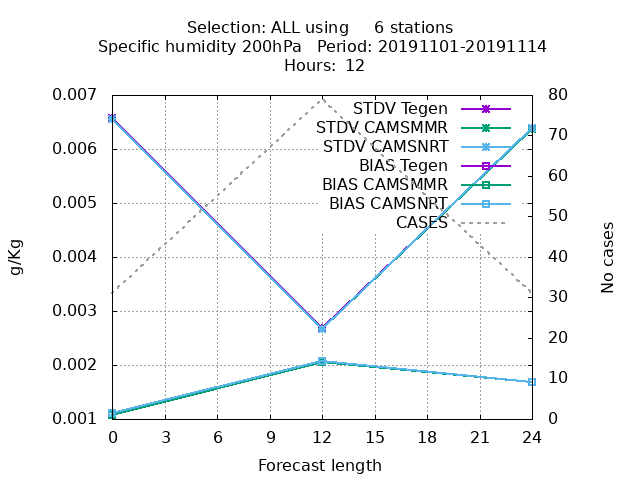 Selection: ALL using     6 stations
Specific humidity 200hPa   Period: 20191101-20191114
Hours: 12
0.007
0.006
0.005
0.004
0.003
0.002
0.001
g/Kg
STDV Tegen
STDV CAMSMMR
STDV CAMSNRT
BIAS Tegen
BIAS CAMSMMR
BIAS CAMSNRT
CASES
80
70
60
50
40
30
20
10
0
No cases
0 3 6 9 12 15 18 21 24
Forecast length